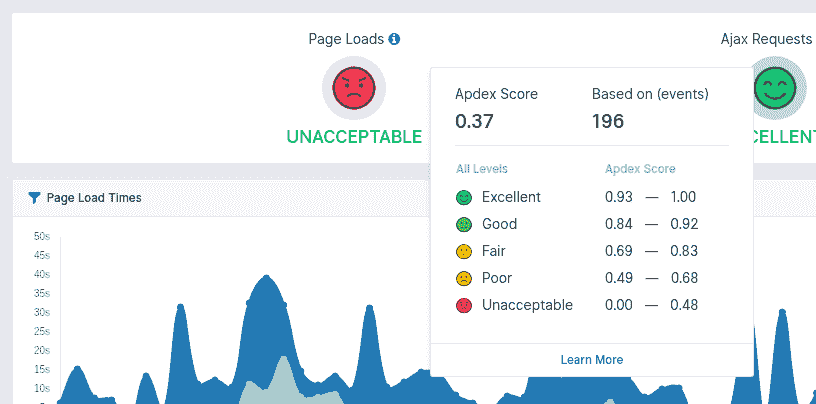 Page Loads
Ajax Requests
UNACCEPTABLE
Apdex Score
Based on (events)
0.37
196
All Levels
Apdex Score
Excellent 0.93 — 1.00
Good 0.84 — 0.92
Fair 0.69 — 0.83
Poor 0.49 — 0.68
Unacceptable 0.00 — 0.48
Learn More
CELLENT
Page Load Times
50s
45s
40s
35s
30s
25s
20s
15s
10s